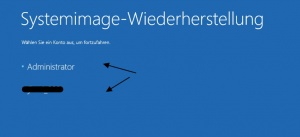 Systemimage-Wiederherstellung
Wählen Sie ein Konto aus, um fortzufahren.
Administrator